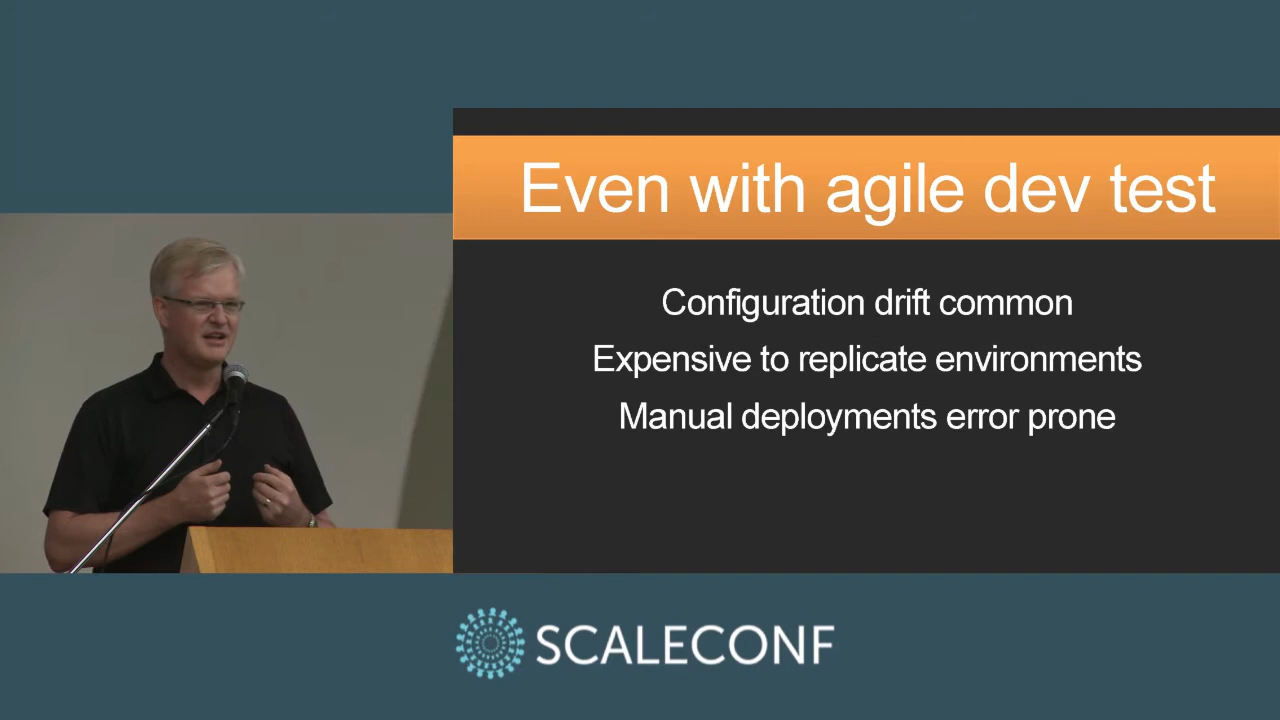 Even with agile dev test
Configuration drift common
Expensive to replicate environments
Manual deployments error prone
SCALECONF